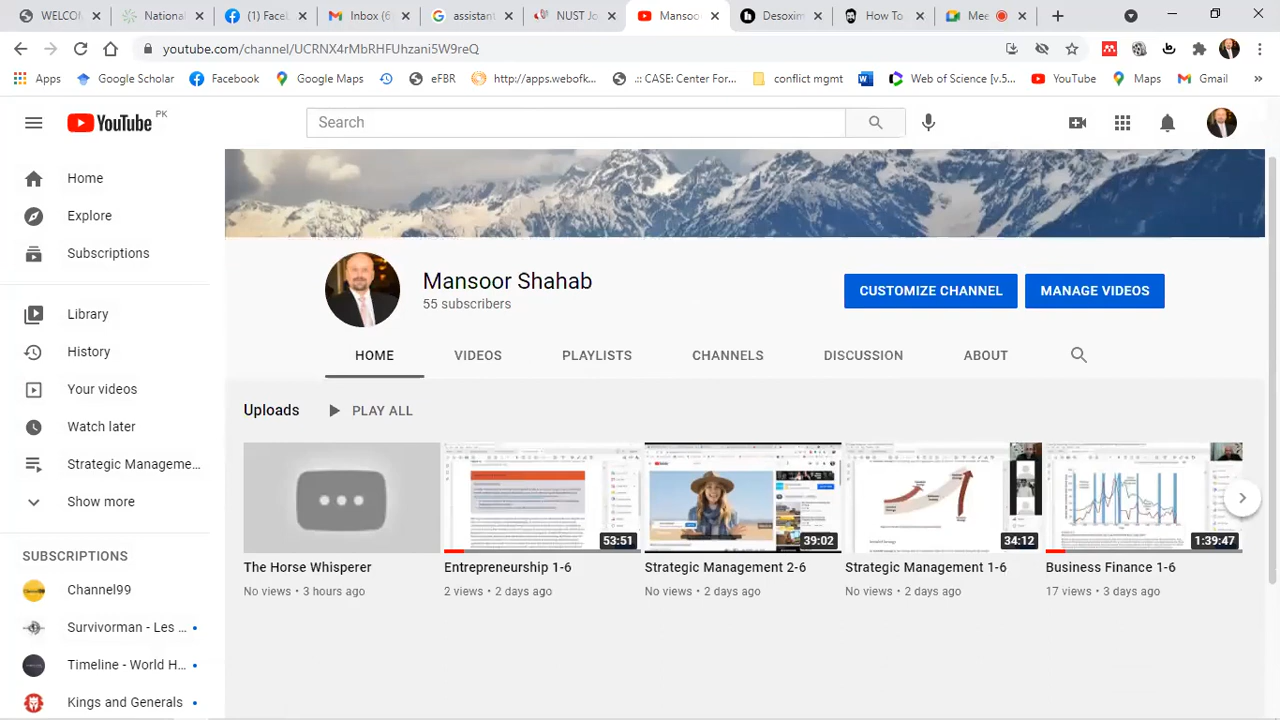 WELCO
National
(1) Face
Inbox (6
assistant
NUST Jo
Mansoo
Desoxim
How To
Mee
youtube.com/channel/UCRNX4rMbRHFUhzani5W9reQ
Apps
Google Scholar
Facebook
Google Maps
eFBR
http://apps.webofk...
.:: CASE: Center For...
conflict mgmt
Web of Science [v.5...
YouTube
Maps
Gmail
YouTube PK
Search
Home
Explore
Subscriptions
Library
History
Your videos
Watch later
Strategic Manageme...
Show more
SUBSCRIPTIONS
Channel99
Survivorman - Les ...
Timeline - World H...
Kings and Generals
Mansoor Shahab
55 subscribers
CUSTOMIZE CHANNEL
MANAGE VIDEOS
HOME
VIDEOS
PLAYLISTS
CHANNELS
DISCUSSION
ABOUT
Uploads
PLAY ALL
The Horse Whisperer
No views • 3 hours ago
53:51
Entrepreneurship 1-6
2 views • 2 days ago
39:02
Strategic Management 2-6
No views • 2 days ago
34:12
Strategic Management 1-6
No views • 2 days ago
1:39:47
Business Finance 1-6
17 views • 3 days ago